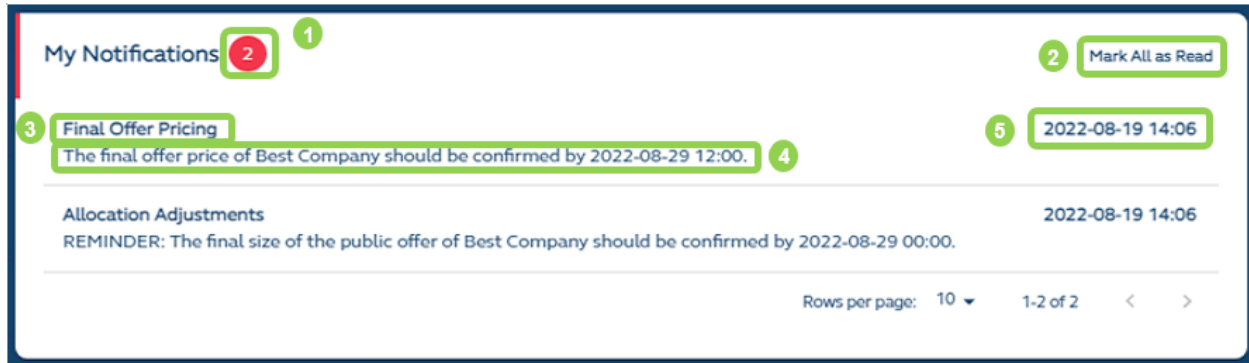 My Notifications 2 1
2 Mark All as Read
3 Final Offer Pricing 5 2022-08-19 14:06
The final offer price of Best Company should be confirmed by 2022-08-29 12:00. 4
Allocation Adjustments 2022-08-19 14:06
REMINDER: The final size of the public offer of Best Company should be confirmed by 2022-08-29 00:00.
Rows per page: 10 1-2 of 2 < >